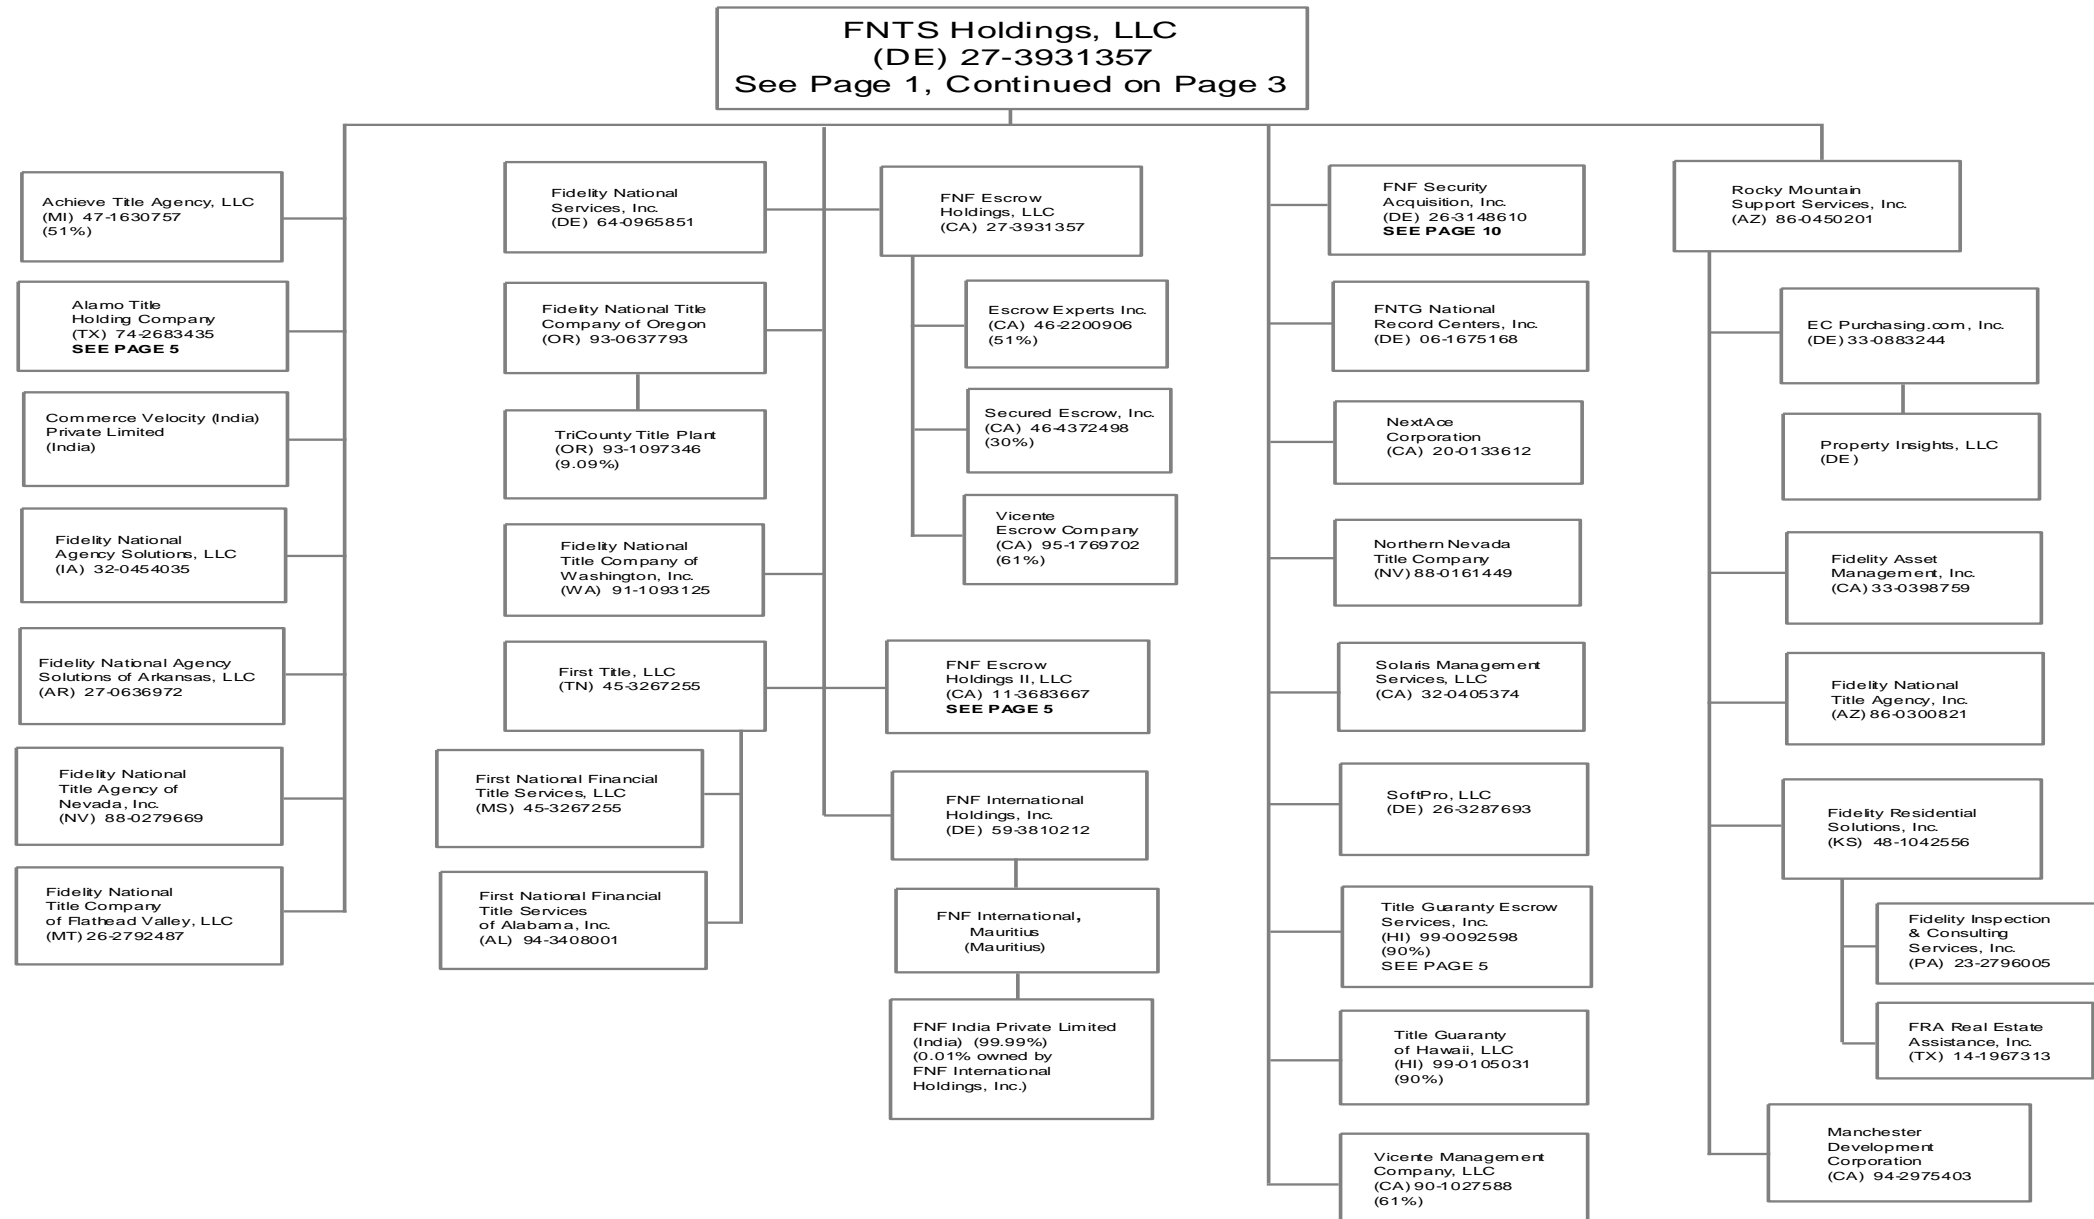 FNTS Holdings, LLC
(DE) 27-3931357
See Page 1, Continued on Page 3
Achieve Title Agency, LLC
(MI) 47-1630757
(51%)
Alamo Title
Holding Company
(TX) 74-2683435
SEE PAGE 5
Commerce Velocity (India)
Private Limited
(India)
Fidelity National
Agency Solutions, LLC
(IA) 32-0454035
Fidelity National Agency
Solutions of Arkansas, LLC
(AR) 27-0636972
Fidelity National
Title Agency of
Nevada, Inc.
(NV) 88-0279669
Fidelity National
Title Company
of Flathead Valley, LLC
(MT) 26-2792487
Fidelity National
Services, Inc.
(DE) 64-0965851
Fidelity National Title
Company of Oregon
(OR) 93-0637793
TriCounty Title Plant
(OR) 93-1097346
(9.09%)
Fidelity National
Title Company of
Washington, Inc.
(WA) 91-1093125
First Title, LLC
(TN) 45-3267255
First National Financial
Title Services, LLC
(MS) 45-3267255
First National Financial
Title Services
of Alabama, Inc.
(AL) 94-3408001
FNF Escrow
Holdings, LLC
(CA) 27-3931357
Escrow Experts Inc.
(CA) 46-2200906
(51%)
Secured Escrow, Inc.
(CA) 46-4372498
(30%)
Vicente
Escrow Company
(CA) 95-1769702
(61%)
FNF Escrow
Holdings II, LLC
(CA) 11-3683667
SEE PAGE 5
FNF International
Holdings, Inc.
(DE) 59-3810212
FNF International,
Mauritius
(Mauritius)
FNF India Private Limited
(India) (99.99%)
(0.01% owned by
FNF International
Holdings, Inc.)
FNF Security
Acquisition, Inc.
(DE) 26-3148610
SEE PAGE 10
FNTG National
Record Centers, Inc.
(DE) 06-1675168
NextAce
Corporation
(CA) 20-0133612
Northern Nevada
Title Company
(NV) 88-0161449
Solaris Management
Services, LLC
(CA) 32-0405374
SoftPro, LLC
(DE) 26-3287693
Title Guaranty Escrow
Services, Inc.
(HI) 99-0092598
(90%)
SEE PAGE 5
Title Guaranty
of Hawaii, LLC
(HI) 99-0105031
(90%)
Vicente Management
Company, LLC
(CA) 90-1027588
(61%)
Rocky Mountain
Support Services, Inc.
(AZ) 86-0450201
EC Purchasing.com, Inc.
(DE) 33-0883244
Property Insights, LLC
(DE)
Fidelity Asset
Management, Inc.
(CA) 33-0398759
Fidelity National
Title Agency, Inc.
(AZ) 86-0300821
Fidelity Residential
Solutions, Inc.
(KS) 48-1042556
Fidelity Inspection
& Consulting
Services, Inc.
(PA) 23-2796005
FRA Real Estate
Assistance, Inc.
(TX) 14-1967313
Manchester
Development
Corporation
(CA) 94-2975403